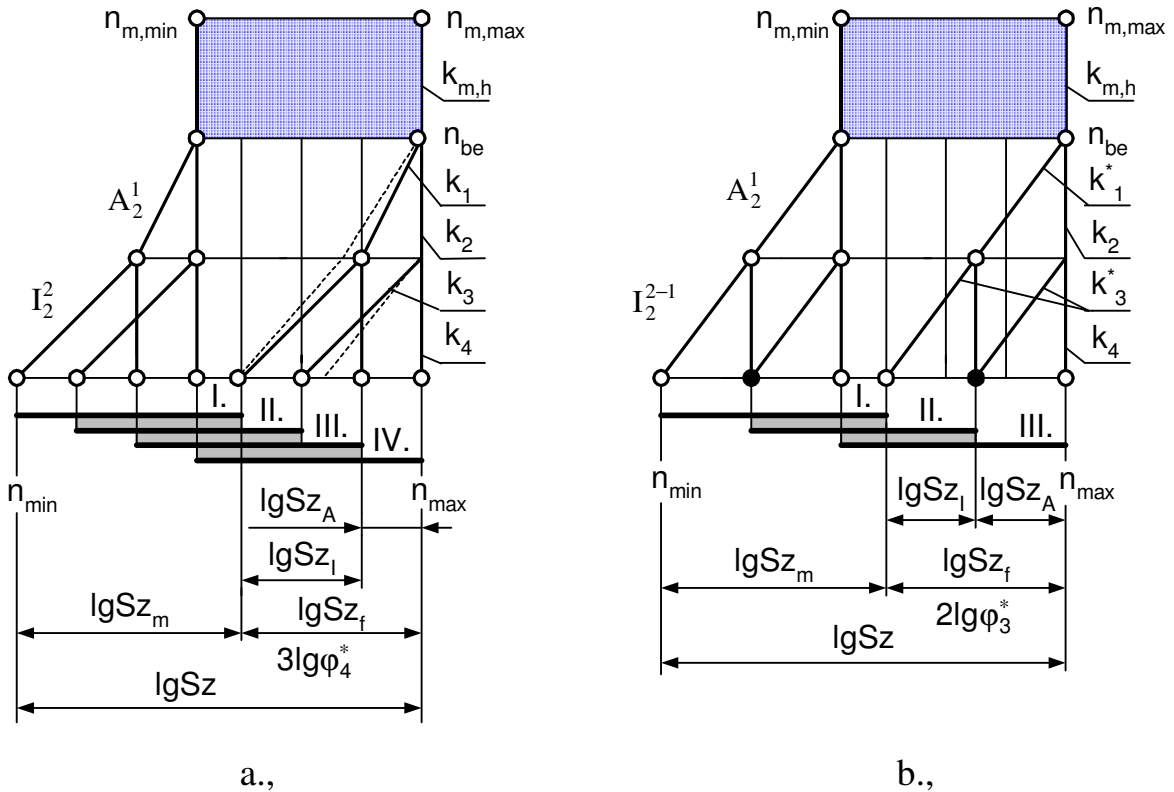 n_m,min
n_m,max
k_m,h
n_be
k_1
A_2^1
k_2
k_3
I_2^2
k_4
I.
II.
III.
IV.
n_min
n_max
lgSz_A
lgSz_I
lgSz_m
lgSz_f
3lgφ_4^*
lgSz
a.,
n_m,min
n_m,max
k_m,h
n_be
k_1^*
A_2^1
k_2
k_3^*
I_2^{2-1}
k_4
I.
II.
III.
n_min
n_max
lgSz_I
lgSz_A
lgSz_m
lgSz_f
2lgφ_3^*
lgSz
b.,